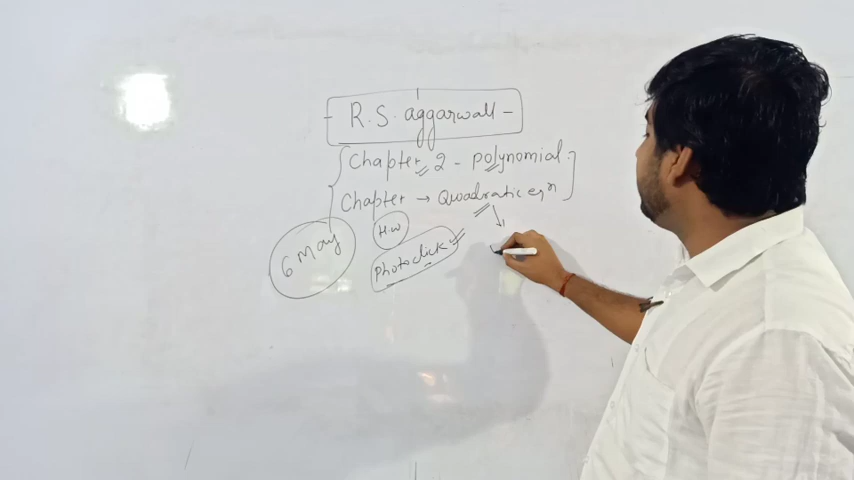 R.S. aggarwall -
Chapter 2 - Polynomial.
Chapter → Quadratic eqn
H.W
6 May
Photoclick